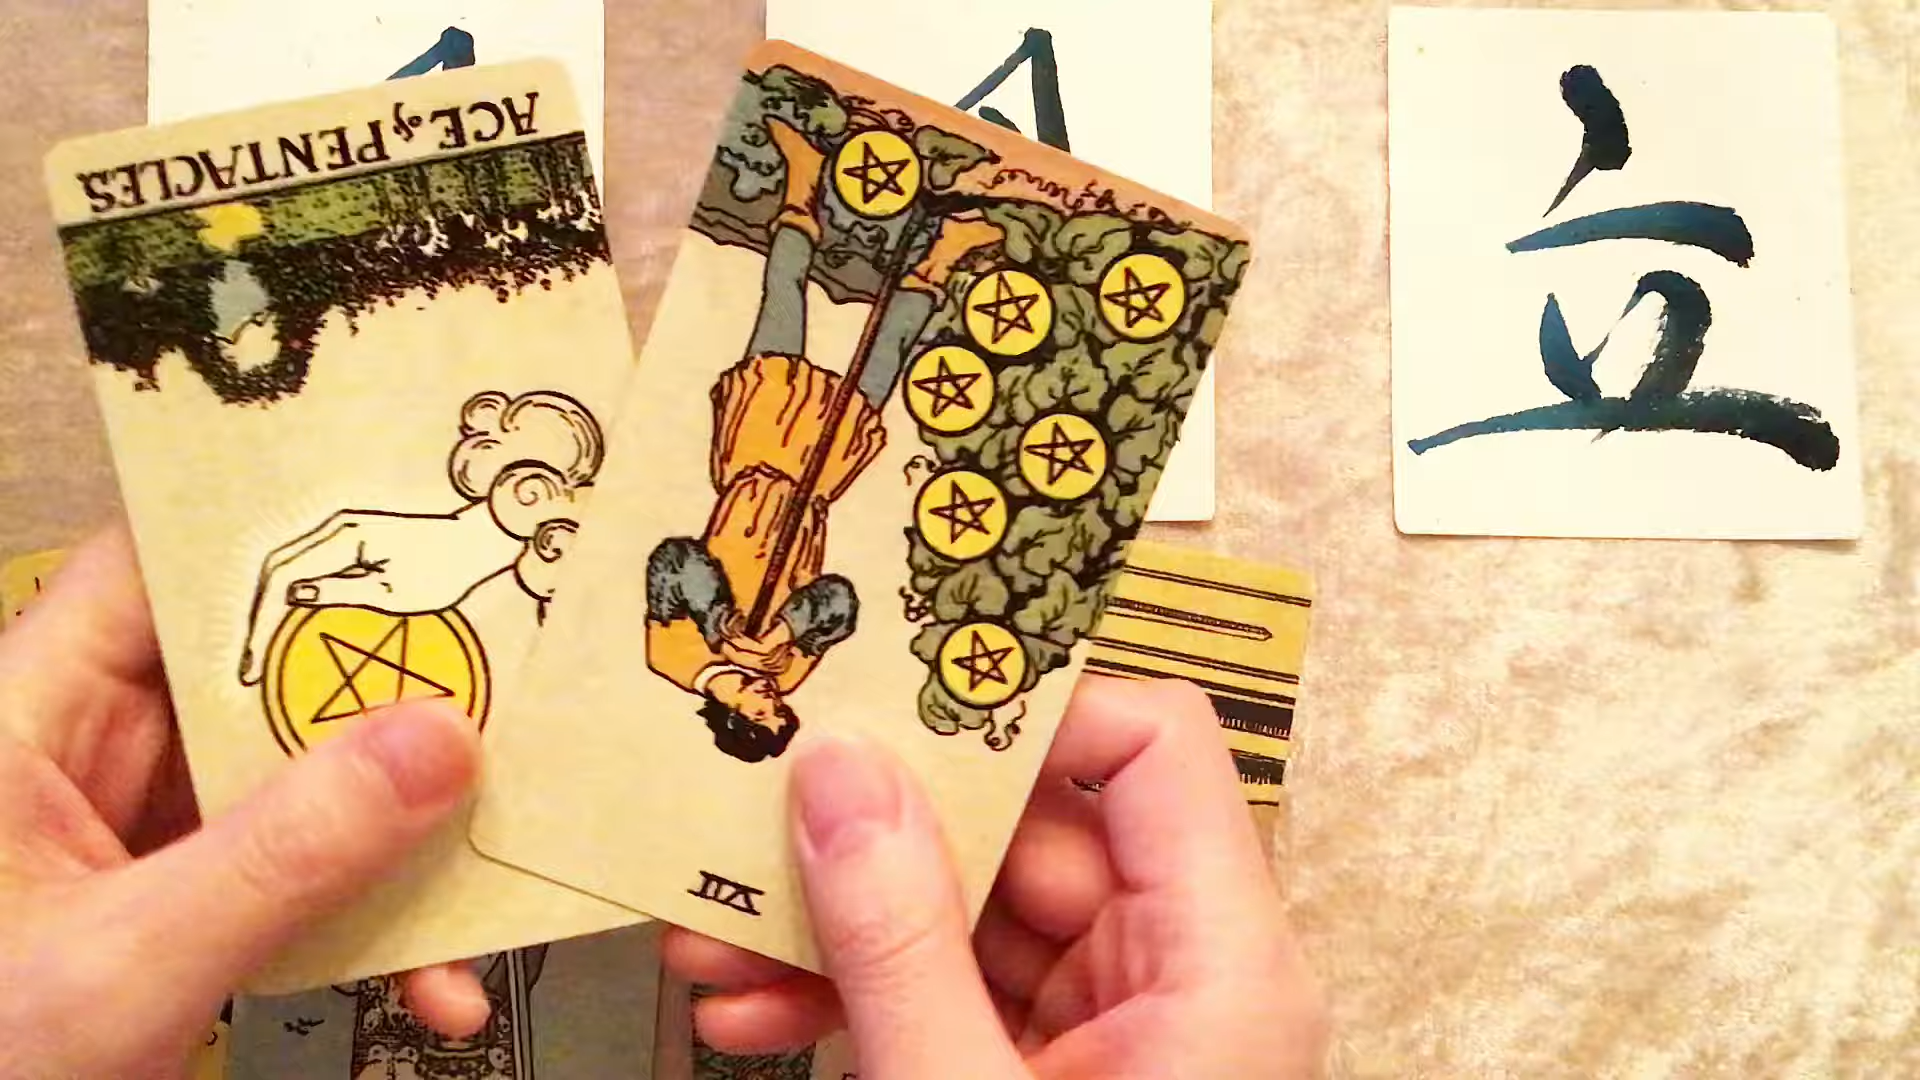 立
ACE of PENTACLES
VII